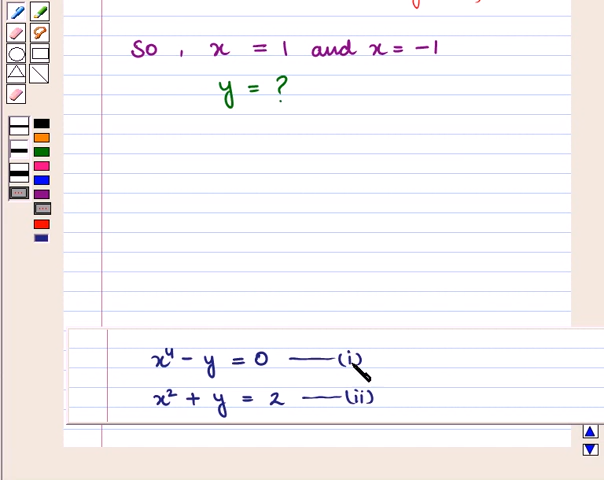 So , x = 1 and x = -1
y = ?
x⁴ - y = 0 —— (i)
x² + y = 2 —— (ii)